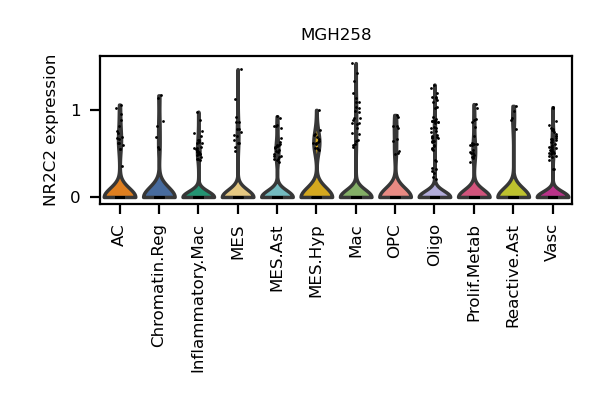 MGH258
NR2C2 expression
1
0
AC
Chromatin.Reg
Inflammatory.Mac
MES
MES.Ast
MES.Hyp
Mac
OPC
Oligo
Prolif.Metab
Reactive.Ast
Vasc